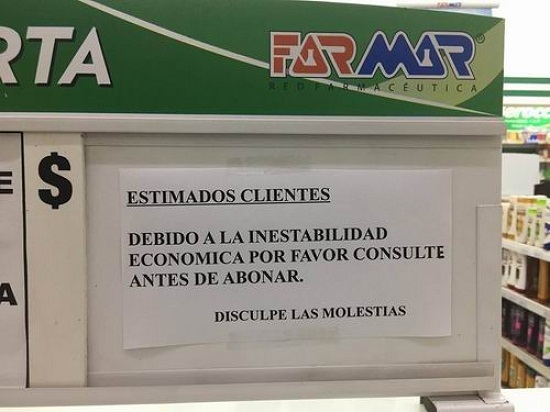 RTA
FARMAR®
RED FARMACÉUTICA
E $
A
ESTIMADOS CLIENTES
DEBIDO A LA INESTABILIDAD
ECONOMICA POR FAVOR CONSULTE
ANTES DE ABONAR.
DISCULPE LAS MOLESTIAS